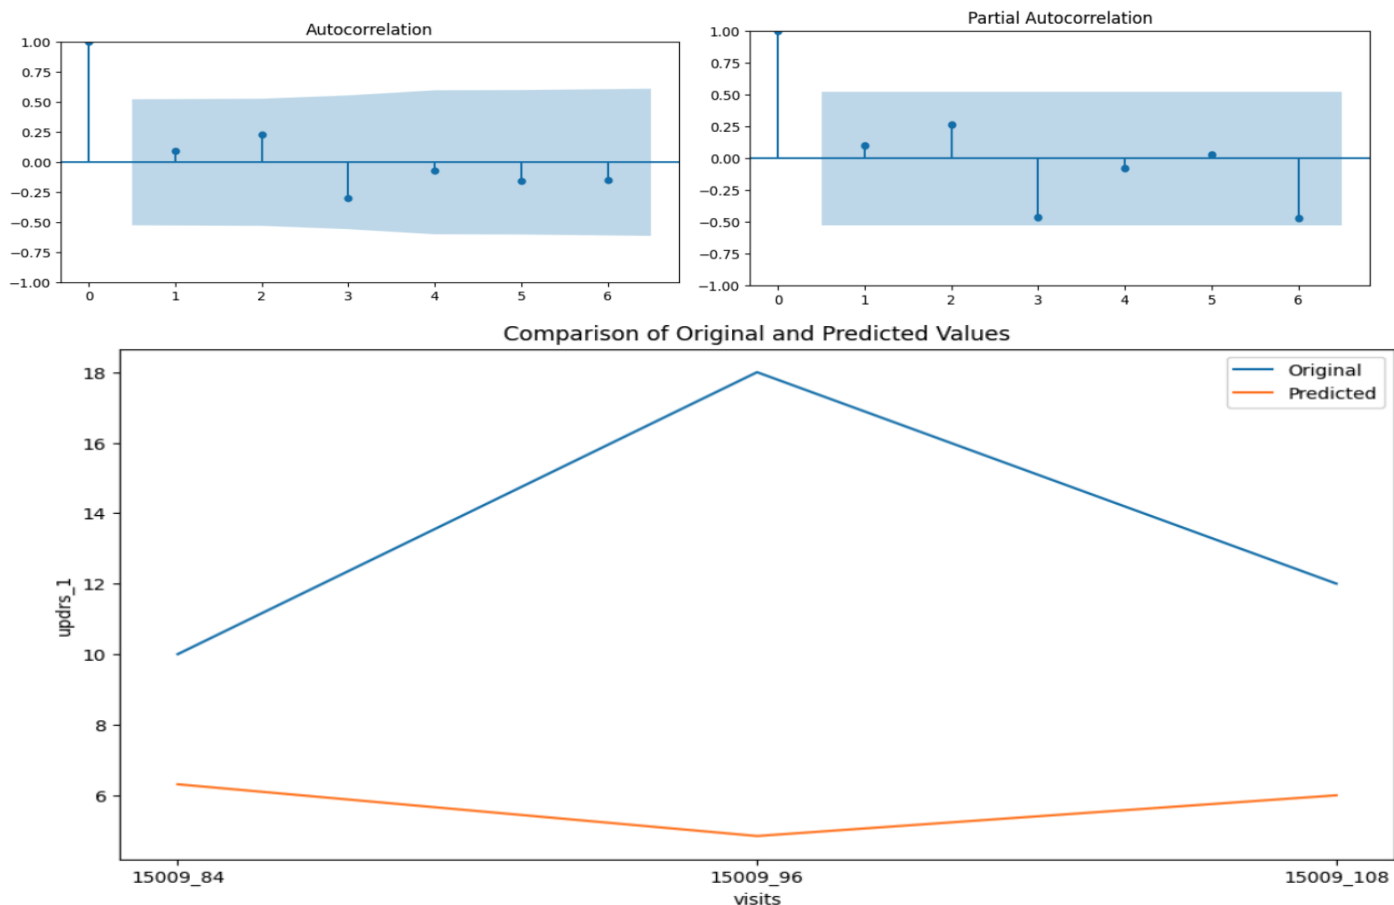 Autocorrelation
1.00
0.75
0.50
0.25
0.00
−0.25
−0.50
−0.75
−1.00
0 1 2 3 4 5 6
Partial Autocorrelation
1.00
0.75
0.50
0.25
0.00
−0.25
−0.50
−0.75
−1.00
0 1 2 3 4 5 6
Comparison of Original and Predicted Values
Original
Predicted
updrs_1
18
16
14
12
10
8
6
15009_84 15009_96 15009_108
visits